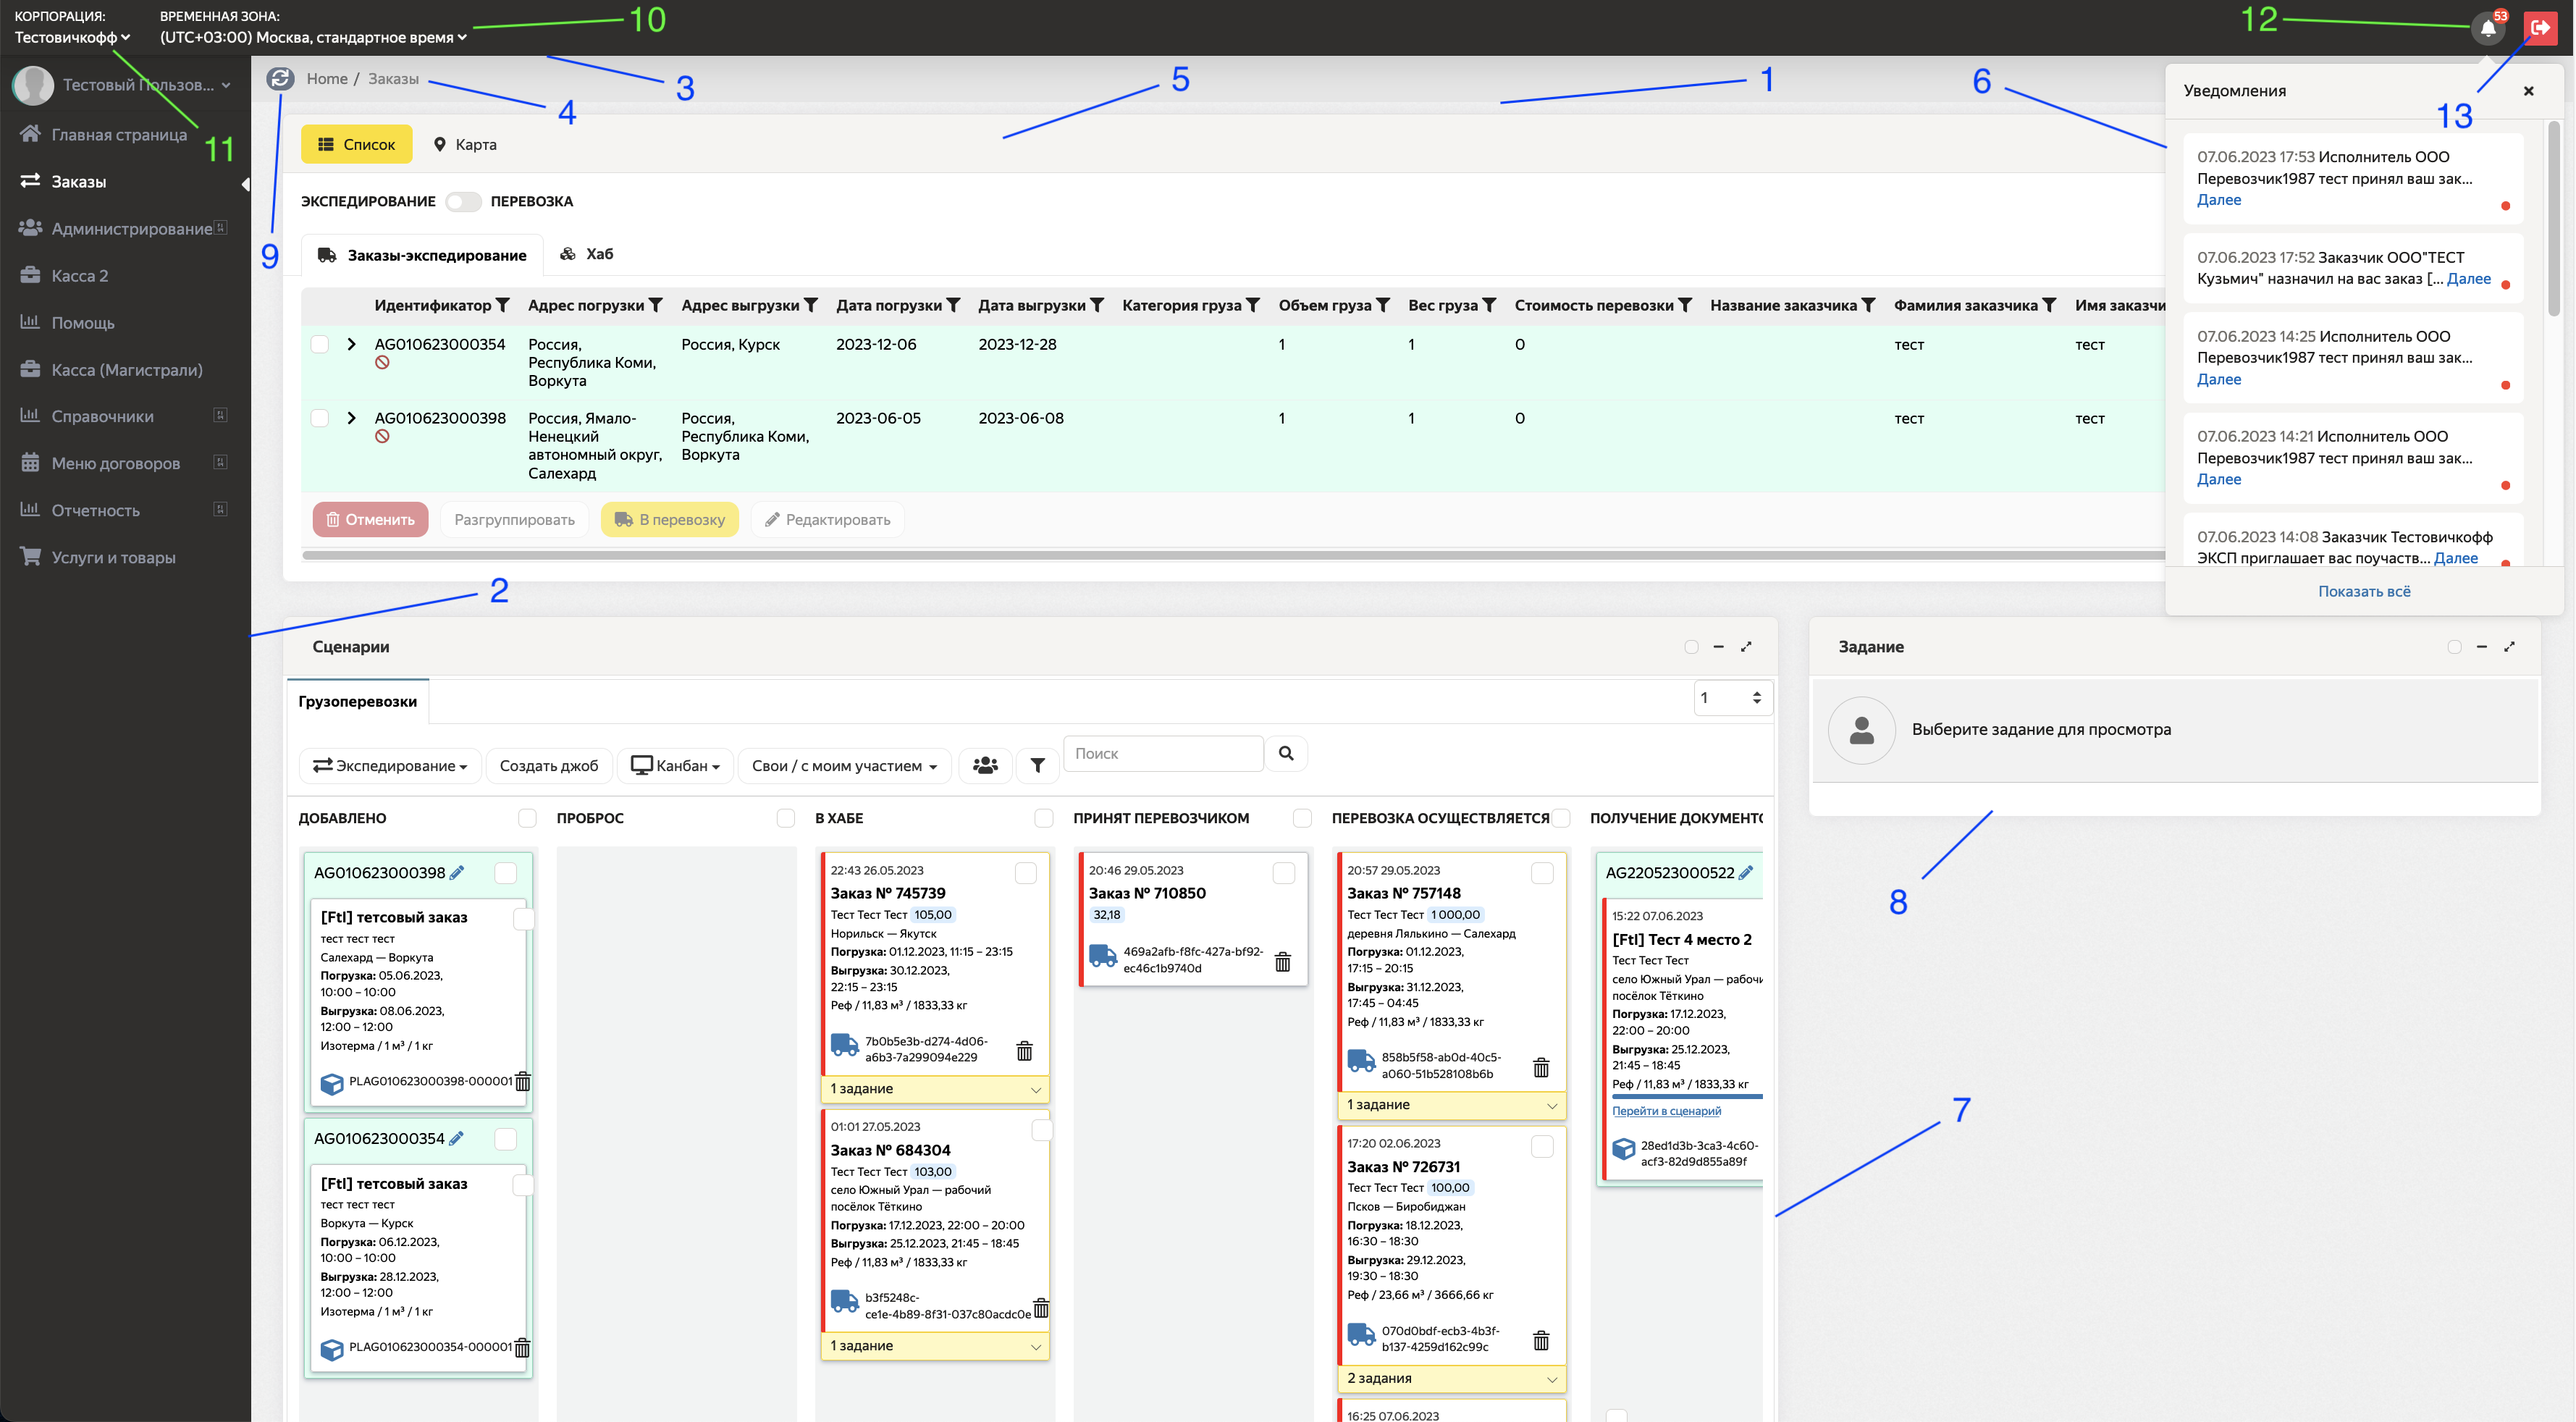 КОРПОРАЦИЯ:
Тестовичкофф
ВРЕМЕННАЯ ЗОНА:
(UTC+03:00) Москва, стандартное время
10
12
53
11
3
4
5
1
6
13
9
2
8
7
Тестовый Пользов...
Главная страница
Заказы
Администрирование
Касса 2
Помощь
Касса (Магистрали)
Справочники
Меню договоров
Отчетность
Услуги и товары
Home / Заказы
Список
Карта
ЭКСПЕДИРОВАНИЕ ПЕРЕВОЗКА
Заказы-экспедирование
Хаб
Идентификатор Адрес погрузки Адрес выгрузки Дата погрузки Дата выгрузки Категория груза Объем груза Вес груза Стоимость перевозки Название заказчика Фамилия заказчика Имя заказчи
AG010623000354
Россия,
Республика Коми,
Воркута
Россия, Курск
2023-12-06
2023-12-28
1
1
0
тест
тест
AG010623000398
Россия, Ямало-
Ненецкий
автономный округ,
Салехард
Россия,
Республика Коми,
Воркута
2023-06-05
2023-06-08
1
1
0
тест
тест
Отменить
Разгруппировать
В перевозку
Редактировать
Уведомления
07.06.2023 17:53 Исполнитель ООО
Перевозчик1987 тест принял ваш зак...
Далее
07.06.2023 17:52 Заказчик ООО"ТЕСТ
Кузьмич" назначил на вас заказ [... Далее
07.06.2023 14:25 Исполнитель ООО
Перевозчик1987 тест принял ваш зак...
Далее
07.06.2023 14:21 Исполнитель ООО
Перевозчик1987 тест принял ваш зак...
Далее
07.06.2023 14:08 Заказчик Тестовичкофф
ЭКСП приглашает вас поучаств... Далее
Показать всё
Сценарии
Грузоперевозки
1
Экспедирование
Создать джоб
Канбан
Свои / с моим участием
Поиск
ДОБАВЛЕНО
AG010623000398
[Ftl] тетсовый заказ
тест тест тест
Салехард — Воркута
Погрузка: 05.06.2023,
10:00 – 10:00
Выгрузка: 08.06.2023,
12:00 – 12:00
Изотерма / 1 м³ / 1 кг
PLAG010623000398-000001
AG010623000354
[Ftl] тетсовый заказ
тест тест тест
Воркута — Курск
Погрузка: 06.12.2023,
10:00 – 10:00
Выгрузка: 28.12.2023,
12:00 – 12:00
Изотерма / 1 м³ / 1 кг
PLAG010623000354-000001
ПРОБРОС
В ХАБЕ
22:43 26.05.2023
Заказ № 745739
Тест Тест Тест 105,00
Норильск — Якутск
Погрузка: 01.12.2023, 11:15 – 23:15
Выгрузка: 30.12.2023,
22:15 – 23:15
Реф / 11,83 м³ / 1833,33 кг
7b0b5e3b-d274-4d06-
a6b3-7a299094e229
1 задание
01:01 27.05.2023
Заказ № 684304
Тест Тест Тест 103,00
село Южный Урал — рабочий
посёлок Тёткино
Погрузка: 17.12.2023, 22:00 – 20:00
Выгрузка: 25.12.2023, 21:45 – 18:45
Реф / 11,83 м³ / 1833,33 кг
b3f5248c-
ce1e-4b89-8f31-037c80acdc0e
1 задание
ПРИНЯТ ПЕРЕВОЗЧИКОМ
20:46 29.05.2023
Заказ № 710850
32,18
469a2afb-f8fc-427a-bf92-
ec46c1b9740d
ПЕРЕВОЗКА ОСУЩЕСТВЛЯЕТСЯ
20:57 29.05.2023
Заказ № 757148
Тест Тест Тест 1 000,00
деревня Лялькино — Салехард
Погрузка: 01.12.2023,
17:15 – 20:15
Выгрузка: 31.12.2023,
17:45 – 04:45
Реф / 11,83 м³ / 1833,33 кг
858b5f58-ab0d-40c5-
a060-51b528108b6b
1 задание
17:20 02.06.2023
Заказ № 726731
Тест Тест Тест 100,00
Псков — Биробиджан
Погрузка: 18.12.2023,
16:30 – 18:30
Выгрузка: 29.12.2023,
19:30 – 18:30
Реф / 23,66 м³ / 3666,66 кг
070d0bdf-ecb3-4b3f-
b137-4259d162c99c
2 задания
16:25 07.06.2023
ПОЛУЧЕНИЕ ДОКУМЕНТО
AG220523000522
15:22 07.06.2023
[Ftl] Тест 4 место 2
Тест Тест Тест
село Южный Урал — рабочи
посёлок Тёткино
Погрузка: 17.12.2023,
22:00 – 20:00
Выгрузка: 25.12.2023,
21:45 – 18:45
Реф / 11,83 м³ / 1833,33 кг
Перейти в сценарий
28ed1d3b-3ca3-4c60-
acf3-82d9d855a89f
Задание
Выберите задание для просмотра